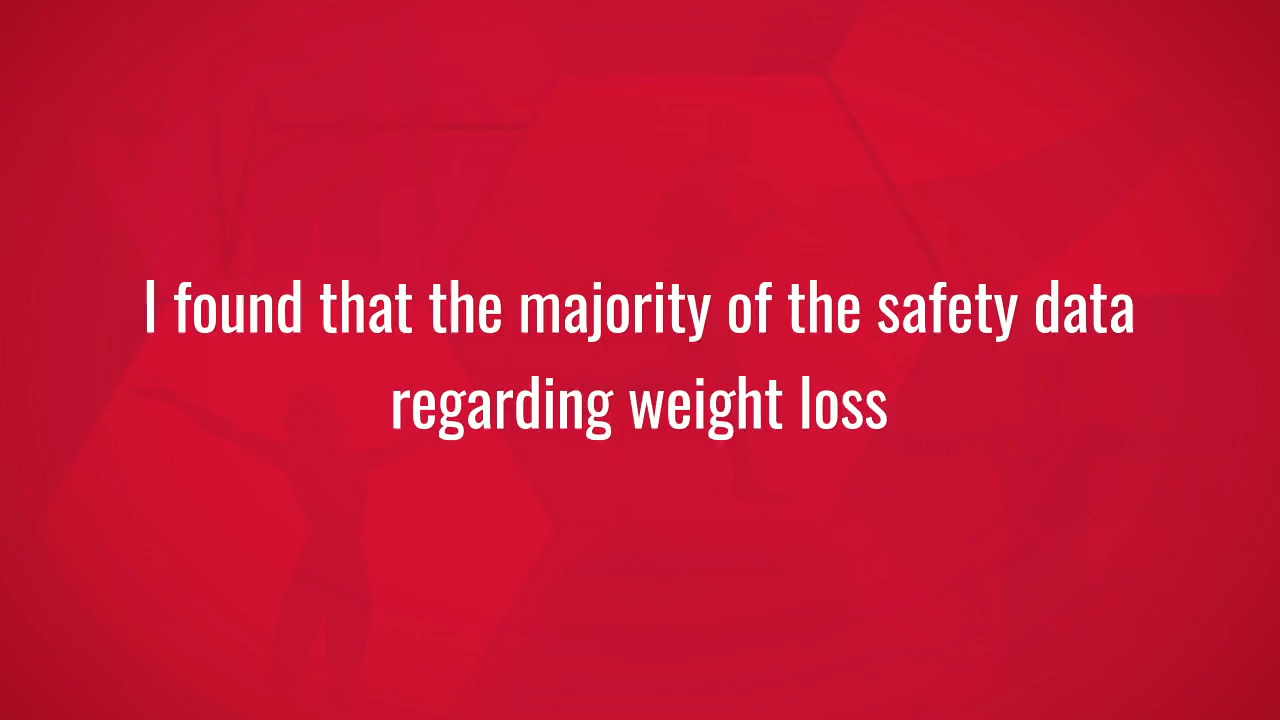 I found that the majority of the safety data
regarding weight loss